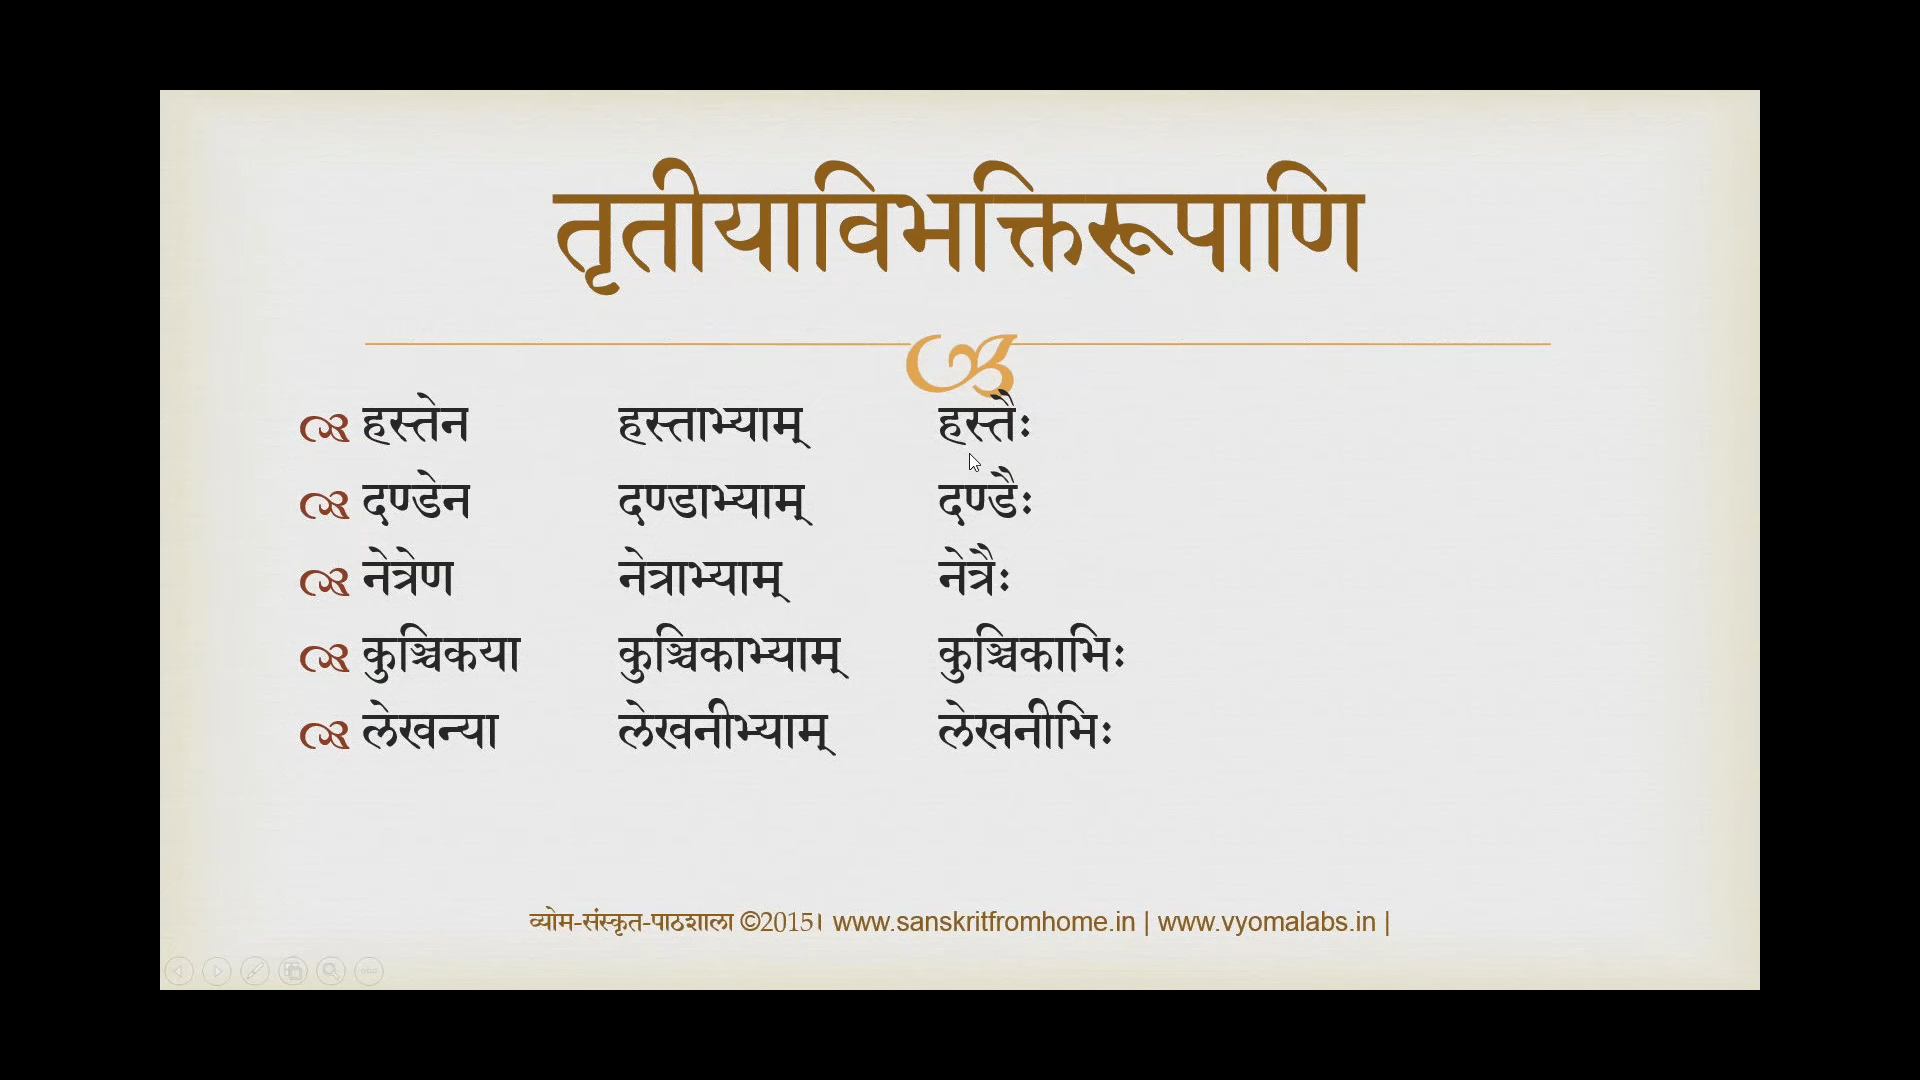 तृतीयाविभक्तिरूपाणि
हस्तेन हस्ताभ्याम् हस्तैः
दण्डेन दण्डाभ्याम् दण्डैः
नेत्रेण नेत्राभ्याम् नेत्रैः
कुञ्चिकया कुञ्चिकाभ्याम् कुञ्चिकाभिः
लेखन्या लेखनीभ्याम् लेखनीभिः
व्योम-संस्कृत-पाठशाला ©2015। www.sanskritfromhome.in | www.vyomalabs.in |